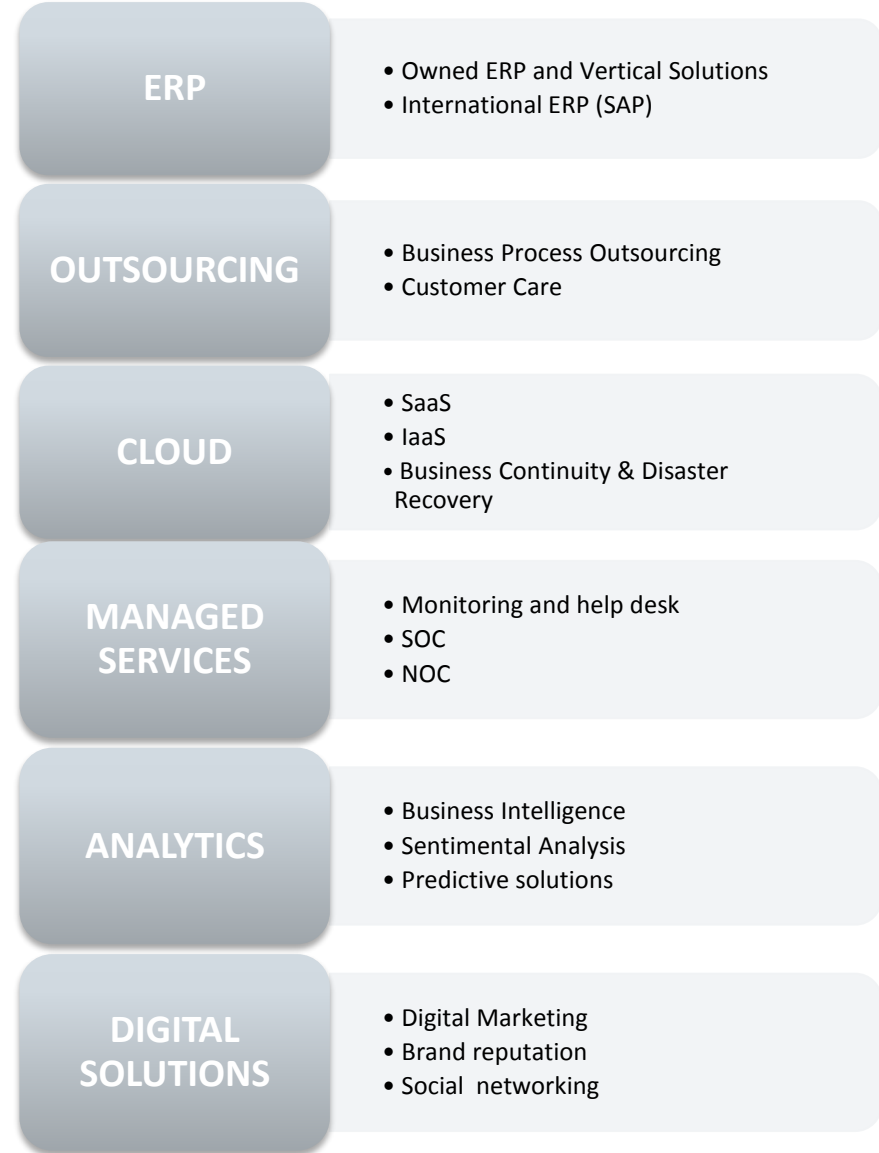 ERP
• Owned ERP and Vertical Solutions
• International ERP (SAP)
OUTSOURCING
• Business Process Outsourcing
• Customer Care
CLOUD
• SaaS
• IaaS
• Business Continuity & Disaster
Recovery
MANAGED
SERVICES
• Monitoring and help desk
• SOC
• NOC
ANALYTICS
• Business Intelligence
• Sentimental Analysis
• Predictive solutions
DIGITAL
SOLUTIONS
• Digital Marketing
• Brand reputation
• Social  networking